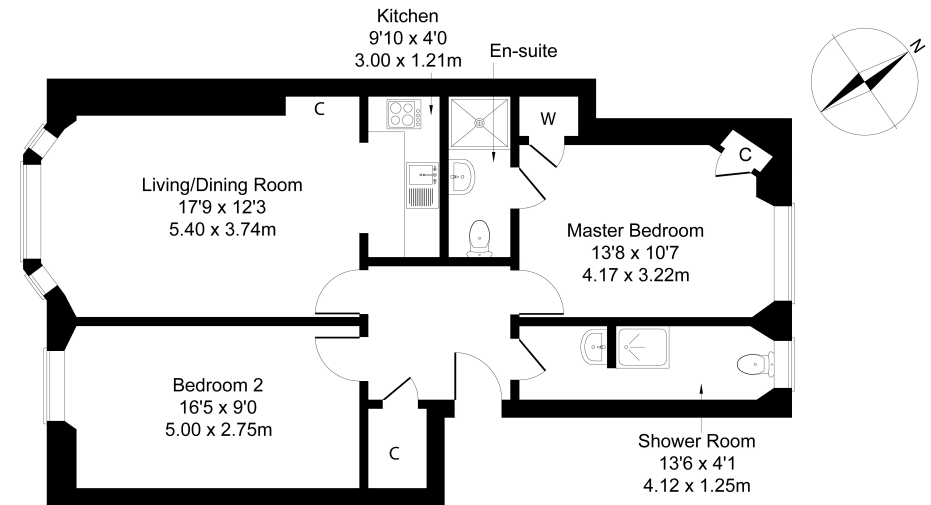 Kitchen
9'10 x 4'0
3.00 x 1.21m
En-suite
N
C
W
C
Living/Dining Room
17'9 x 12'3
5.40 x 3.74m
Master Bedroom
13'8 x 10'7
4.17 x 3.22m
Bedroom 2
16'5 x 9'0
5.00 x 2.75m
C
Shower Room
13'6 x 4'1
4.12 x 1.25m